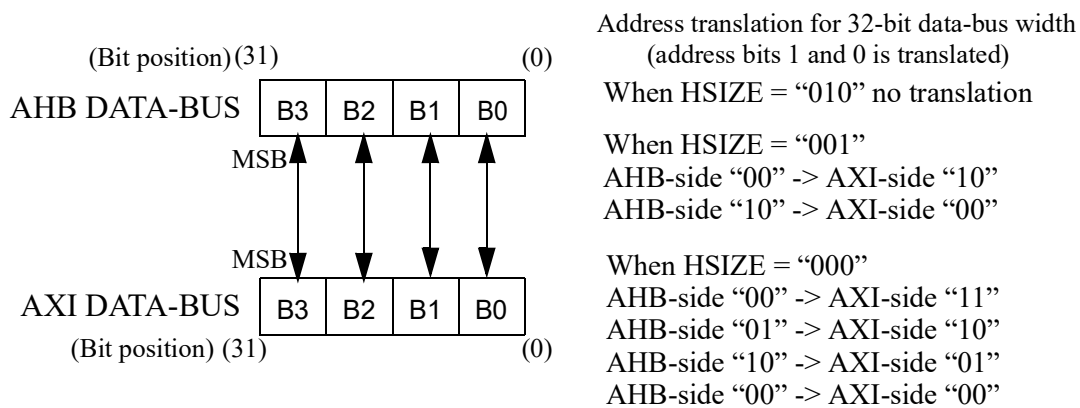 (Bit position) (31) (0)
AHB DATA-BUS B3 B2 B1 B0
MSB
MSB
AXI DATA-BUS B3 B2 B1 B0
(Bit position) (31) (0)
Address translation for 32-bit data-bus width
(address bits 1 and 0 is translated)
When HSIZE = “010” no translation
When HSIZE = “001”
AHB-side “00” -> AXI-side “10”
AHB-side “10” -> AXI-side “00”
When HSIZE = “000”
AHB-side “00” -> AXI-side “11”
AHB-side “01” -> AXI-side “10”
AHB-side “10” -> AXI-side “01”
AHB-side “00” -> AXI-side “00”